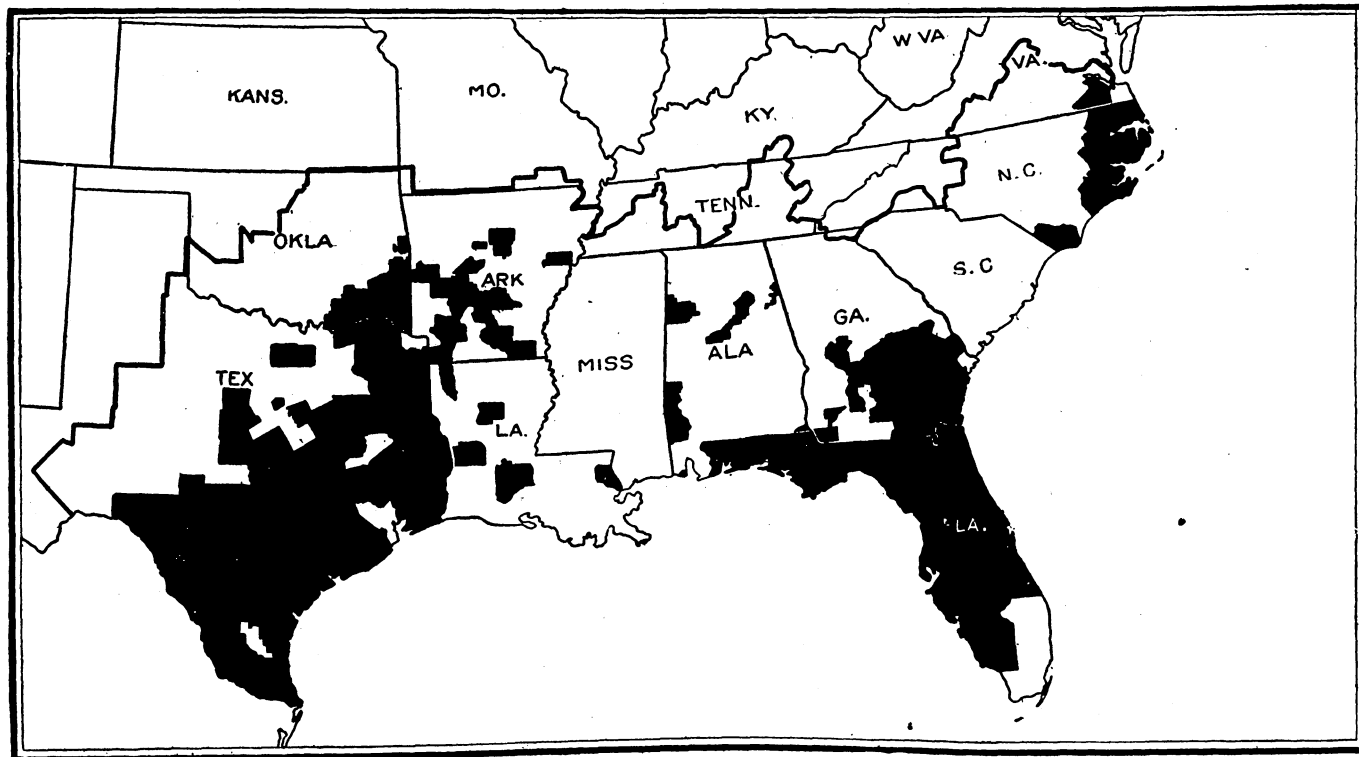 W VA
VA.
KANS.
MO.
KY.
N.C.
TENN.
OKLA
ARK
S.C
GA.
ALA
MISS
TEX
LA.
LA.